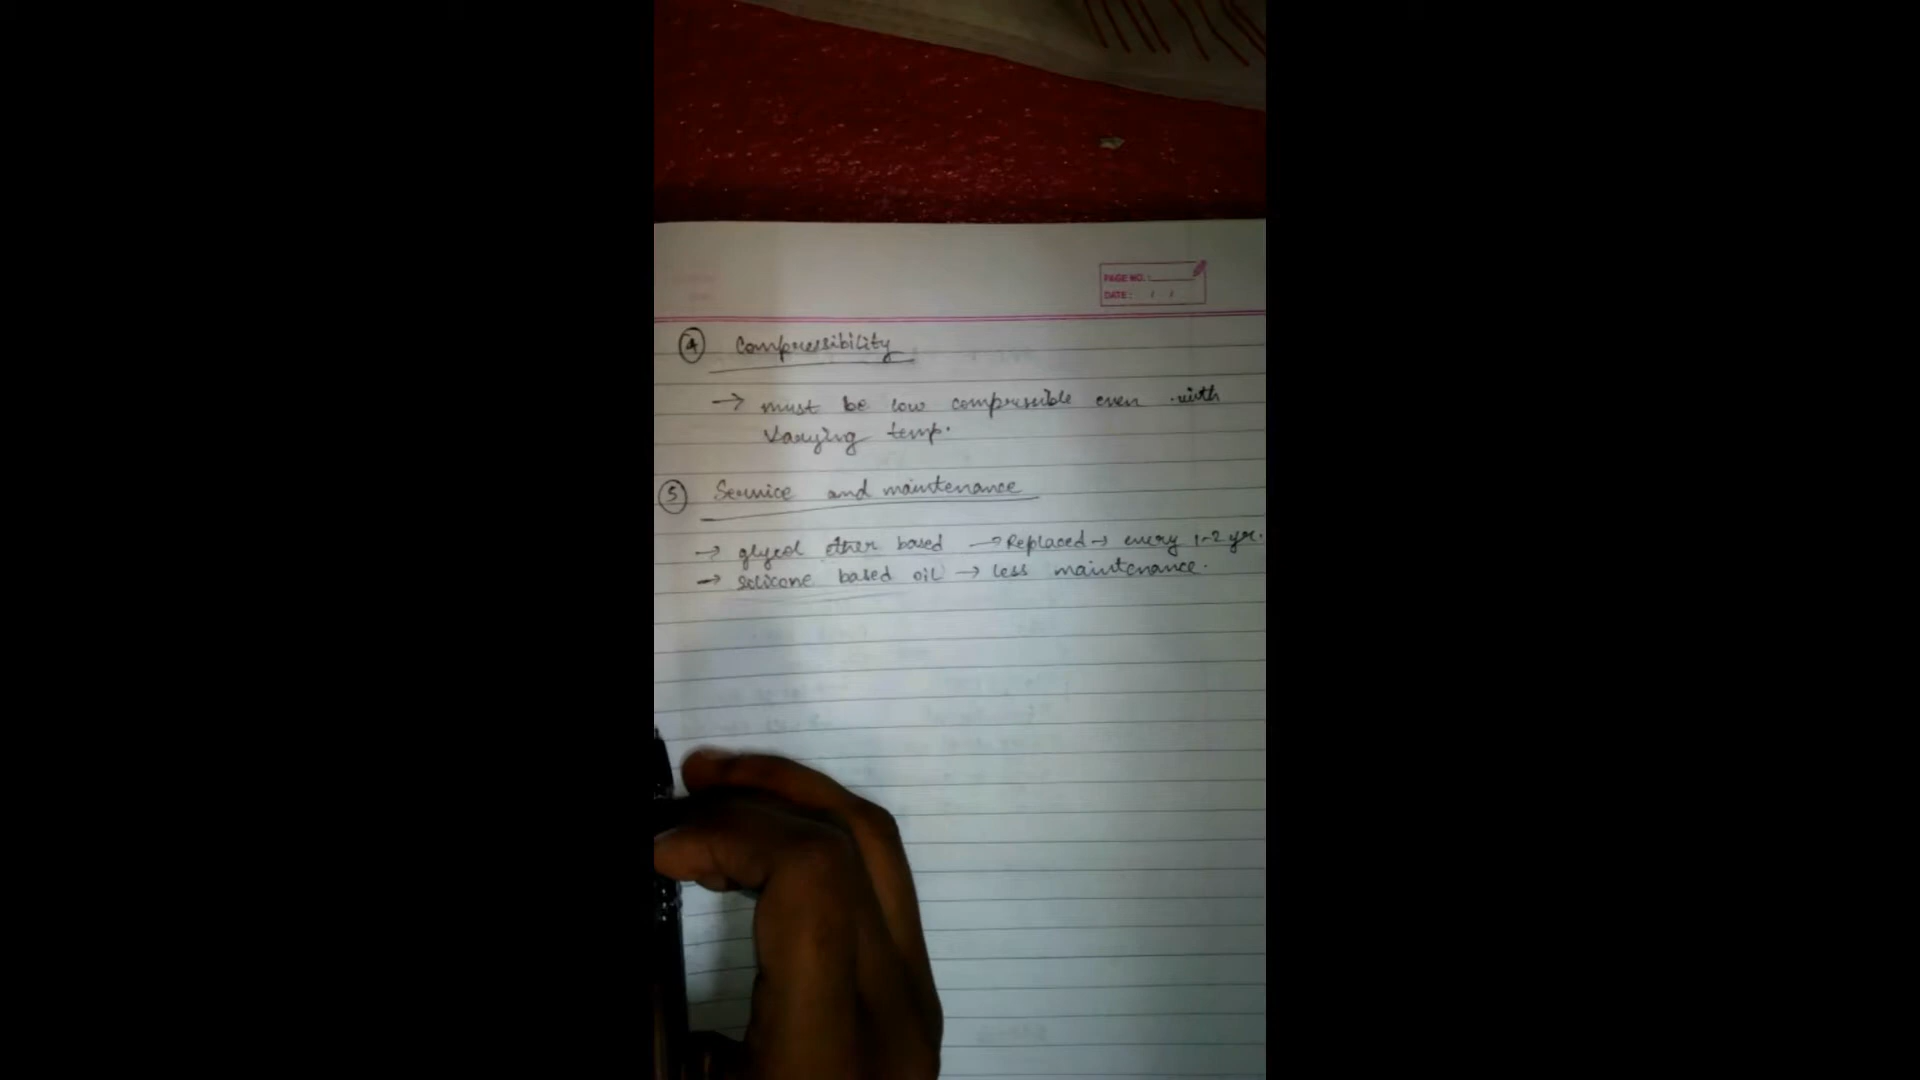 PAGE NO.:
DATE: / /
④ Compressibility
→ must be low compressible even with
varying temp.
⑤ Service and maintenance
→ glycol ether based → Replaced → every 1-2 yr.
→ silicone based oil → less maintenance.